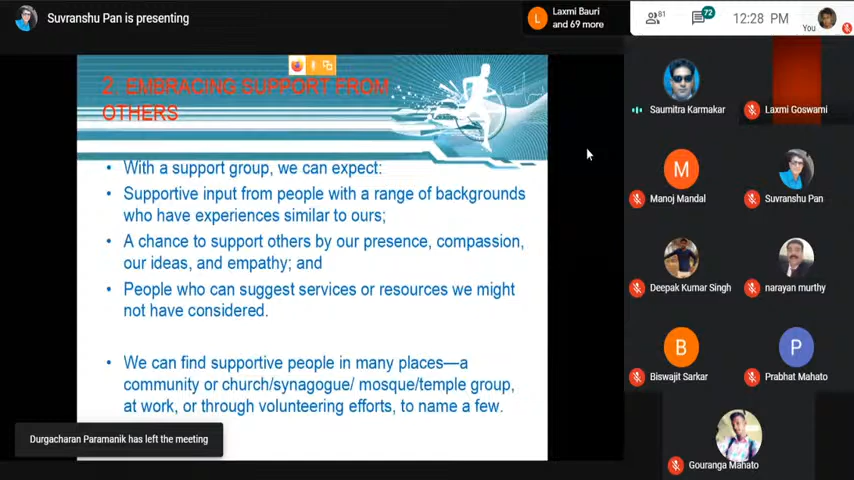 Suvranshu Pan is presenting
L
Laxmi Bauri
and 69 more
81
72
12:28 PM
You
2. EMBRACING SUPPORT FROM
OTHERS
• With a support group, we can expect:
• Supportive input from people with a range of backgrounds
who have experiences similar to ours;
• A chance to support others by our presence, compassion,
our ideas, and empathy; and
• People who can suggest services or resources we might
not have considered.
• We can find supportive people in many places—a
community or church/synagogue/ mosque/temple group,
at work, or through volunteering efforts, to name a few.
Durgacharan Paramanik has left the meeting
Saumitra Karmakar
Laxmi Goswami
M
Manoj Mandal
Suvranshu Pan
Deepak Kumar Singh
narayan murthy
B
Biswajit Sarkar
P
Prabhat Mahato
Gouranga Mahato